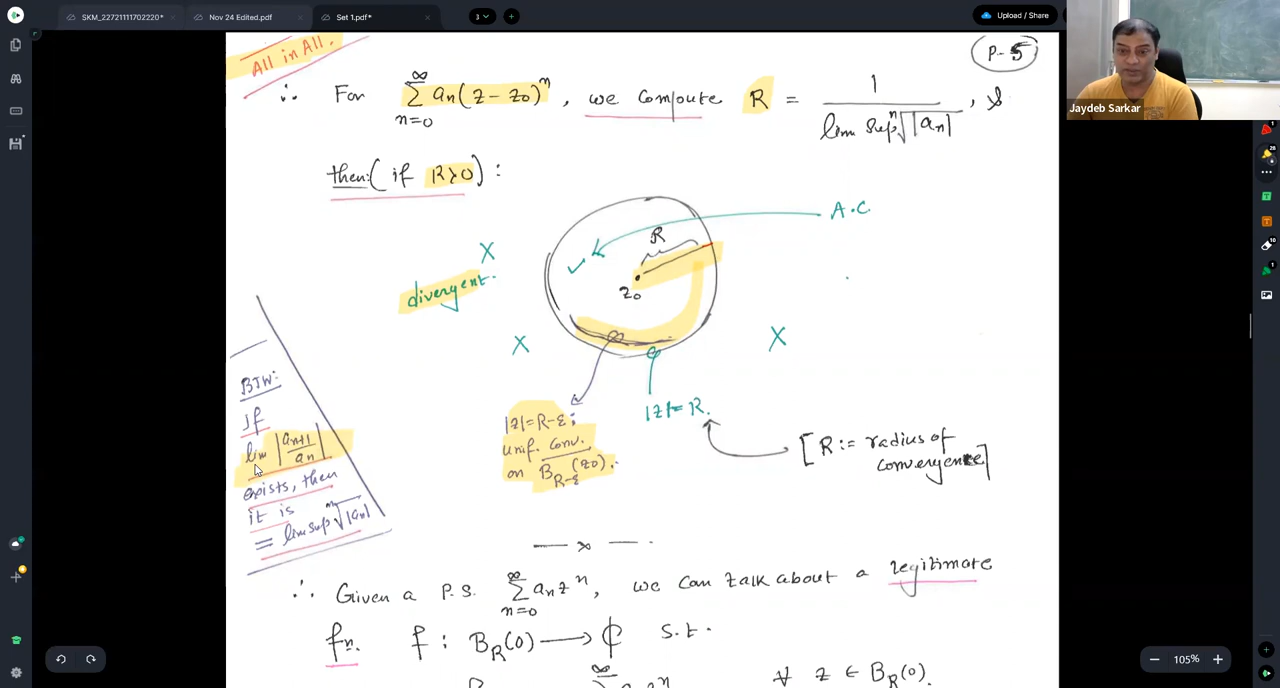 SKM_22721111702220*
Nov 24 Edited.pdf
Set 1.pdf*
3
Upload / Share
All in All.
P-5
∴ For ∑_{n=0}^{∞} an(z-z0)^n, we compute R = 1 / lim sup ⁿ√|an|, &
then (if R>0):
A.C
R
X
z0
divergent.
X
X
|z|=R-ε;
unif. conv.
on B_{R-ε}(z0).
|z|=R.
[R := radius of
convergence]
BTW:
If
lim |an+1/an|
exists, then
it is
= lim sup ⁿ√|an|
— x —
∴ Given a P.S. ∑_{n=0}^{∞} an z^n, we can talk about a legitimate
fn. f : B_R(0) → ℂ s.t.
∀ z ∈ B_R(0).
Jaydeb Sarkar
105%